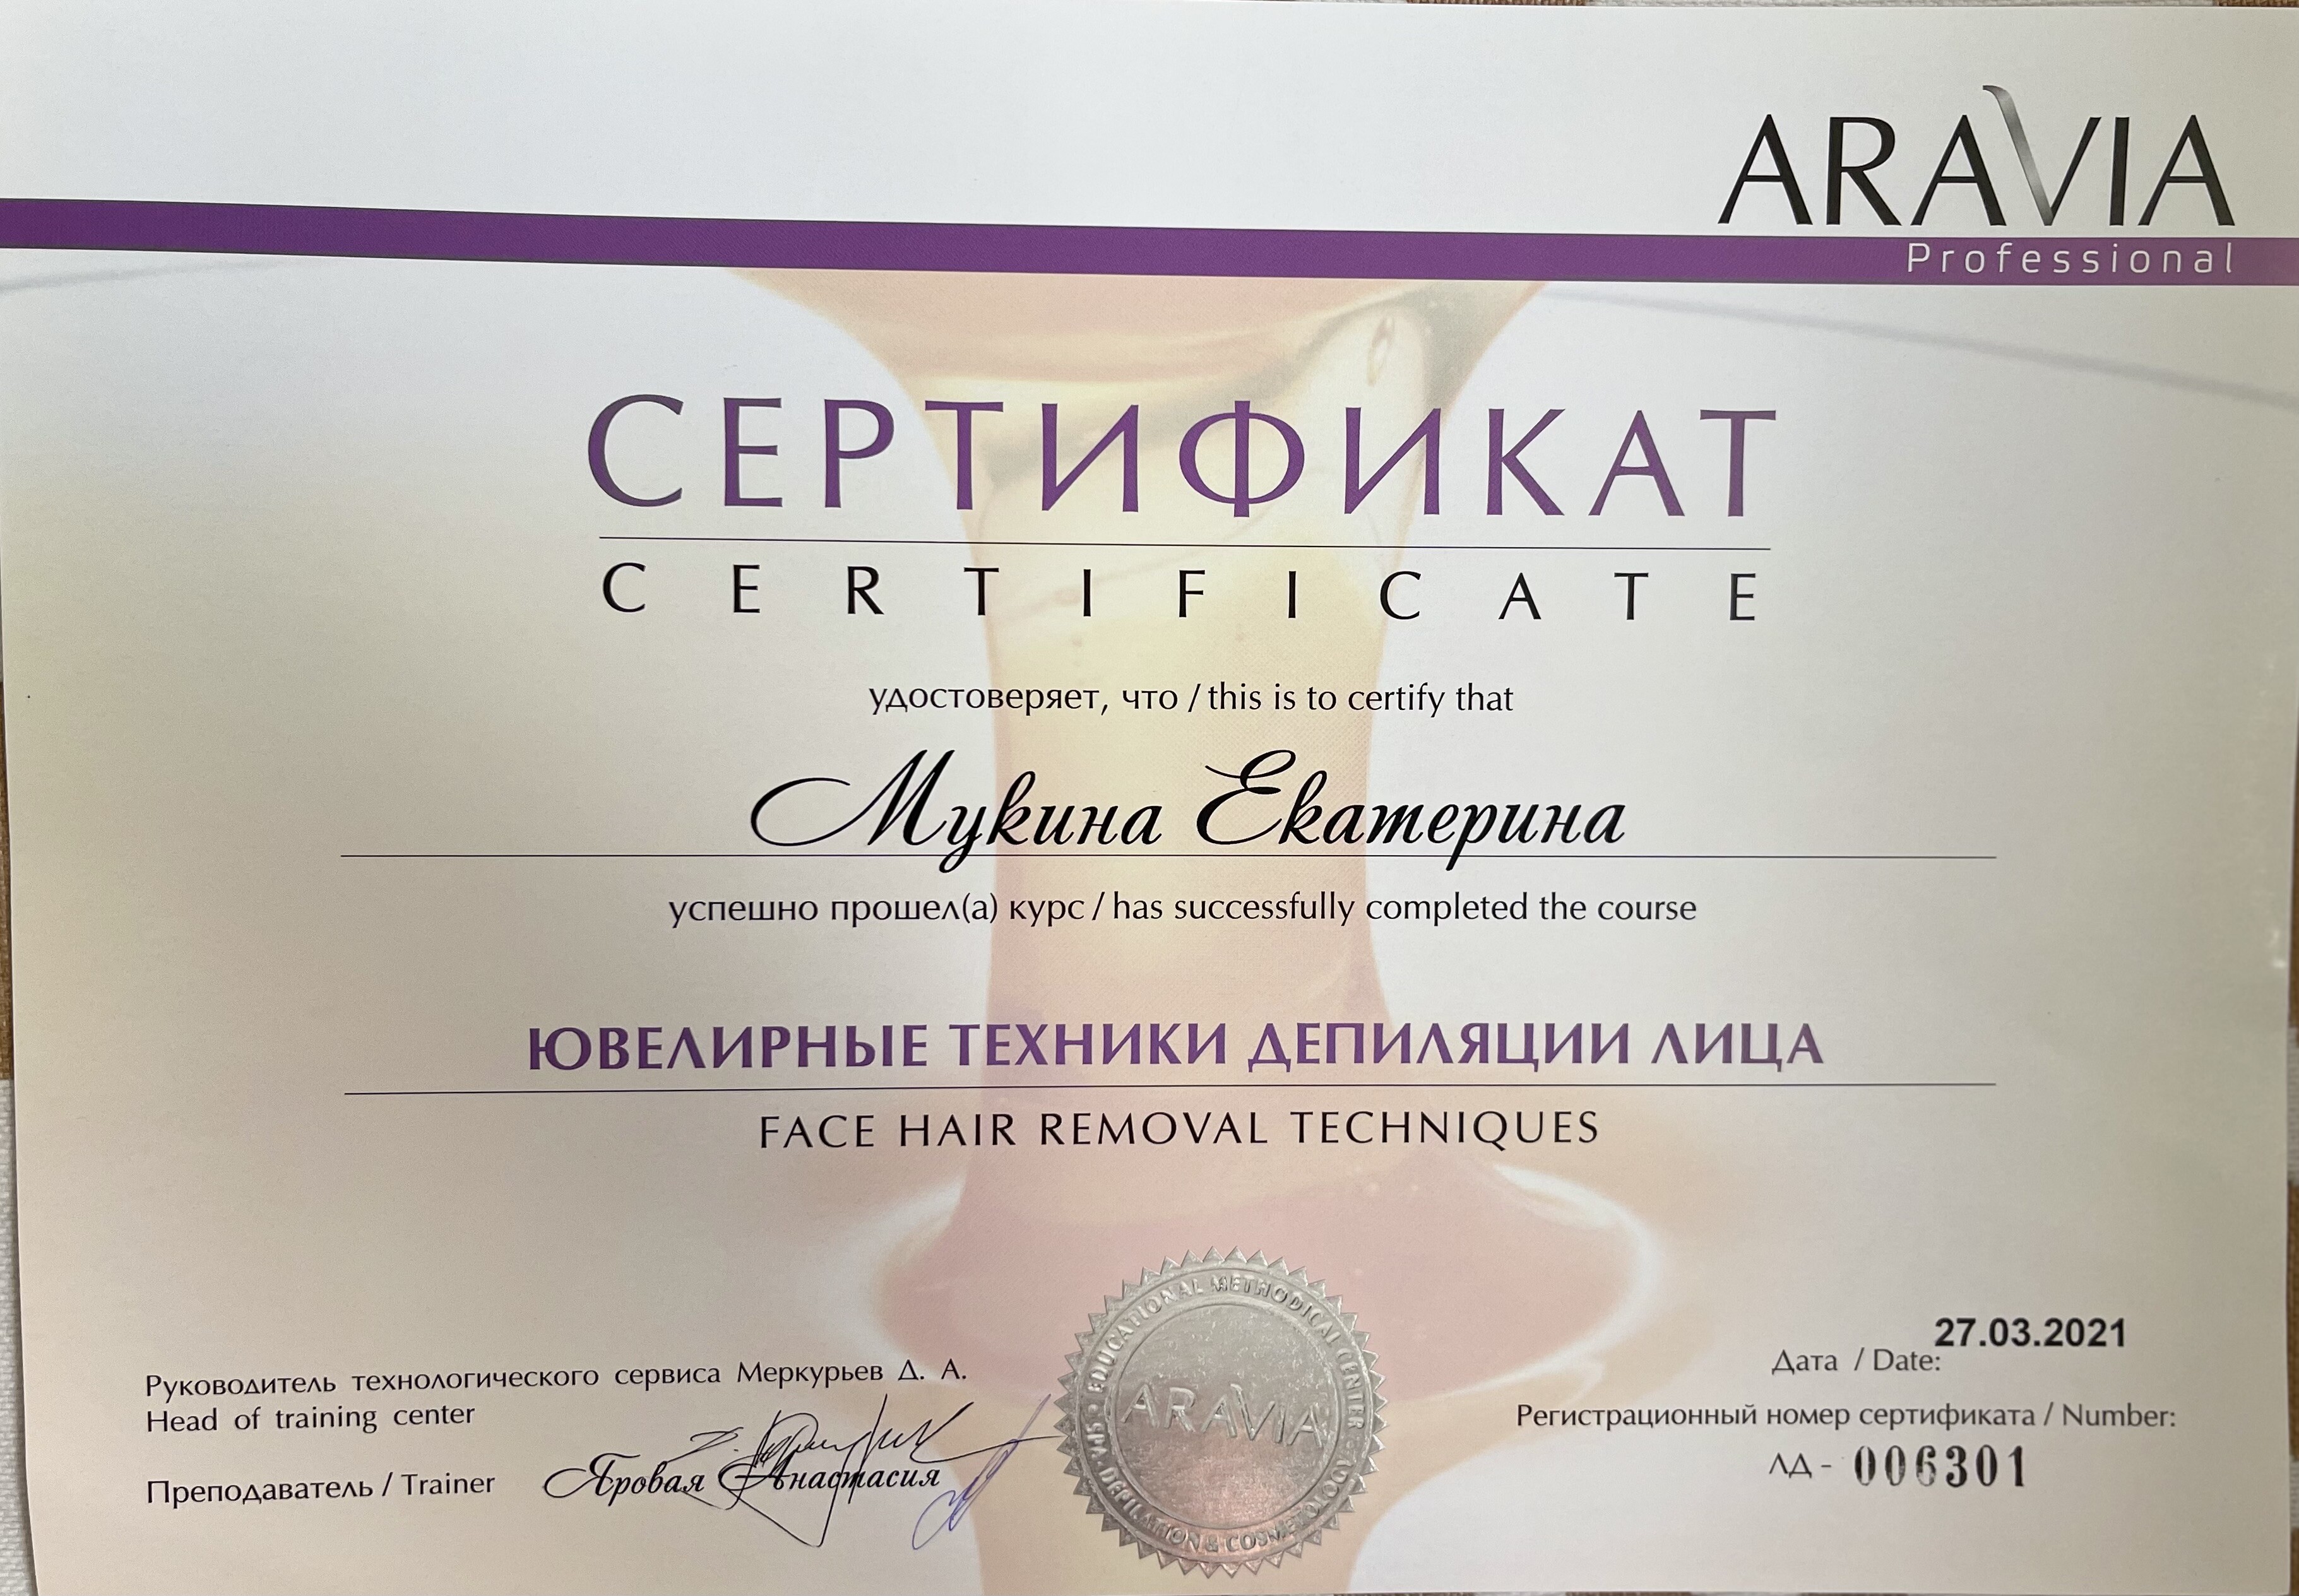 ARAVIA
Professional
СЕРТИФИКАТ
CERTIFICATE
удостоверяет, что / this is to certify that
Мукина Екатерина
успешно прошел(а) курс / has successfully completed the course
ЮВЕЛИРНЫЕ ТЕХНИКИ ДЕПИЛЯЦИИ ЛИЦА
FACE HAIR REMOVAL TECHNIQUES
Руководитель технологического сервиса Меркурьев Д. А.
Head of training center
Преподаватель / Trainer Яровая Анастасия
EDUCATIONAL METHODICAL CENTER
ARAVIA
SPA, DEPILATION &
27.03.2021
Дата / Date:
Регистрационный номер сертификата / Number:
ЛД - 006301